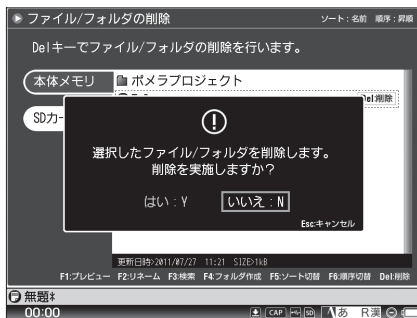 ファイル/フォルダの削除 ソート:名前 順序:昇順
Delキーでファイル/フォルダの削除を行います。
本体メモリ ポメラプロジェクト
Del:削除
SDカー
選択したファイル/フォルダを削除します。
削除を実施しますか?
はい:Y いいえ:N
Esc:キャンセル
更新日時>2011/07/27 11:21 SIZE>1kB
F1:プレビュー F2:リネーム F3:検索 F4:フォルダ作成 F5:ソート切替 F6:順序切替 Del:削除
無題*
00:00 CAP SD あ R漢